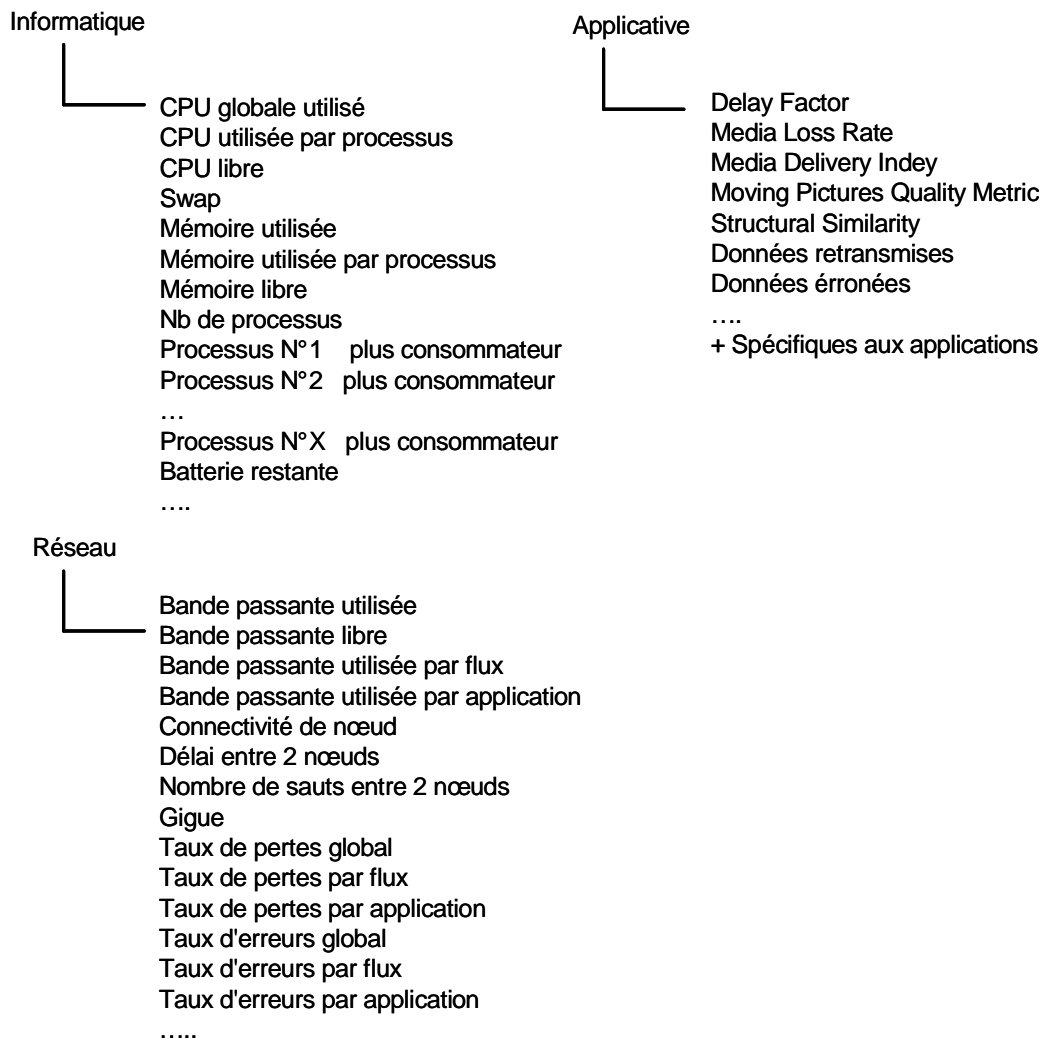 Informatique
CPU globale utilisé
CPU utilisée par processus
CPU libre
Swap
Mémoire utilisée
Mémoire utilisée par processus
Mémoire libre
Nb de processus
Processus N°1 plus consommateur
Processus N°2 plus consommateur
…
Processus N°X plus consommateur
Batterie restante
….
Applicative
Delay Factor
Media Loss Rate
Media Delivery Indey
Moving Pictures Quality Metric
Structural Similarity
Données retransmises
Données érronées
….
+ Spécifiques aux applications
Réseau
Bande passante utilisée
Bande passante libre
Bande passante utilisée par flux
Bande passante utilisée par application
Connectivité de nœud
Délai entre 2 nœuds
Nombre de sauts entre 2 nœuds
Gigue
Taux de pertes global
Taux de pertes par flux
Taux de pertes par application
Taux d'erreurs global
Taux d'erreurs par flux
Taux d'erreurs par application
…..